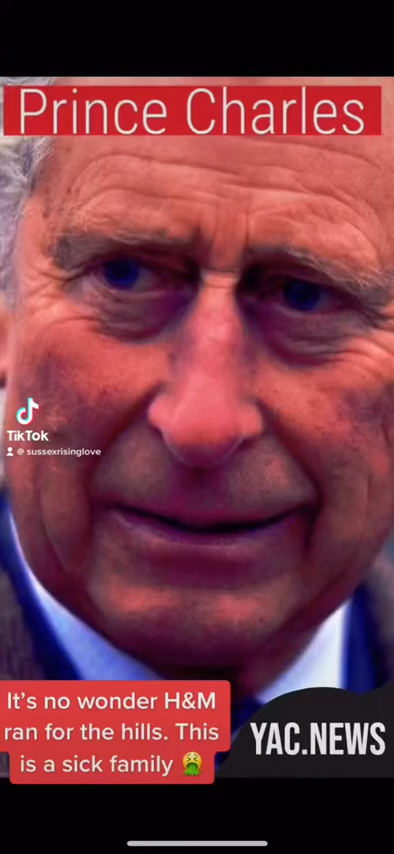 Prince Charles
TikTok
@ sussexrisinglove
It's no wonder H&M
ran for the hills. This
is a sick family 🤮
YAC.NEWS